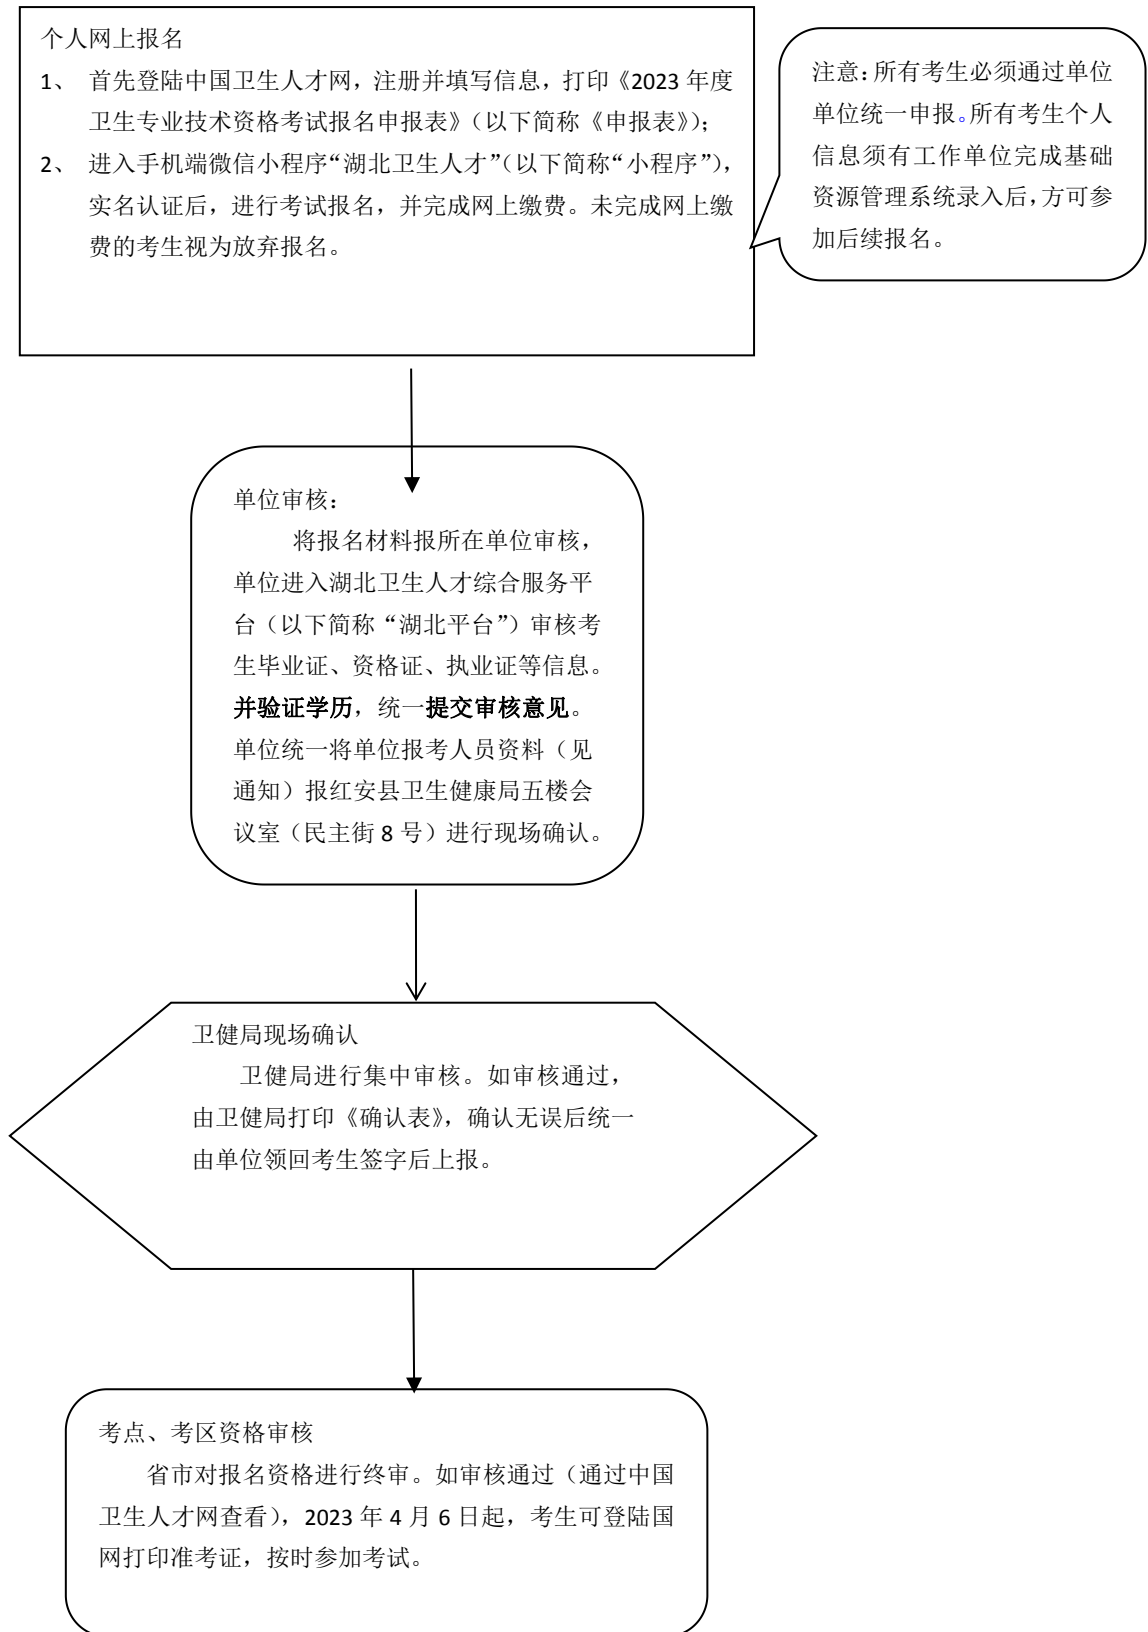 个人网上报名
1、 首先登陆中国卫生人才网，注册并填写信息，打印《2023 年度
卫生专业技术资格考试报名申报表》（以下简称《申报表》）；
2、 进入手机端微信小程序“湖北卫生人才”（以下简称“小程序”），
实名认证后，进行考试报名，并完成网上缴费。未完成网上缴
费的考生视为放弃报名。
注意：所有考生必须通过单位
单位统一申报。所有考生个人
信息须有工作单位完成基础
资源管理系统录入后，方可参
加后续报名。
单位审核：
将报名材料报所在单位审核，
单位进入湖北卫生人才综合服务平
台（以下简称“湖北平台”）审核考
生毕业证、资格证、执业证等信息。
并验证学历，统一提交审核意见。
单位统一将单位报考人员资料（见
通知）报红安县卫生健康局五楼会
议室（民主街 8 号）进行现场确认。
卫健局现场确认
卫健局进行集中审核。如审核通过，
由卫健局打印《确认表》，确认无误后统一
由单位领回考生签字后上报。
考点、考区资格审核
省市对报名资格进行终审。如审核通过（通过中国
卫生人才网查看），2023 年 4 月 6 日起，考生可登陆国
网打印准考证，按时参加考试。